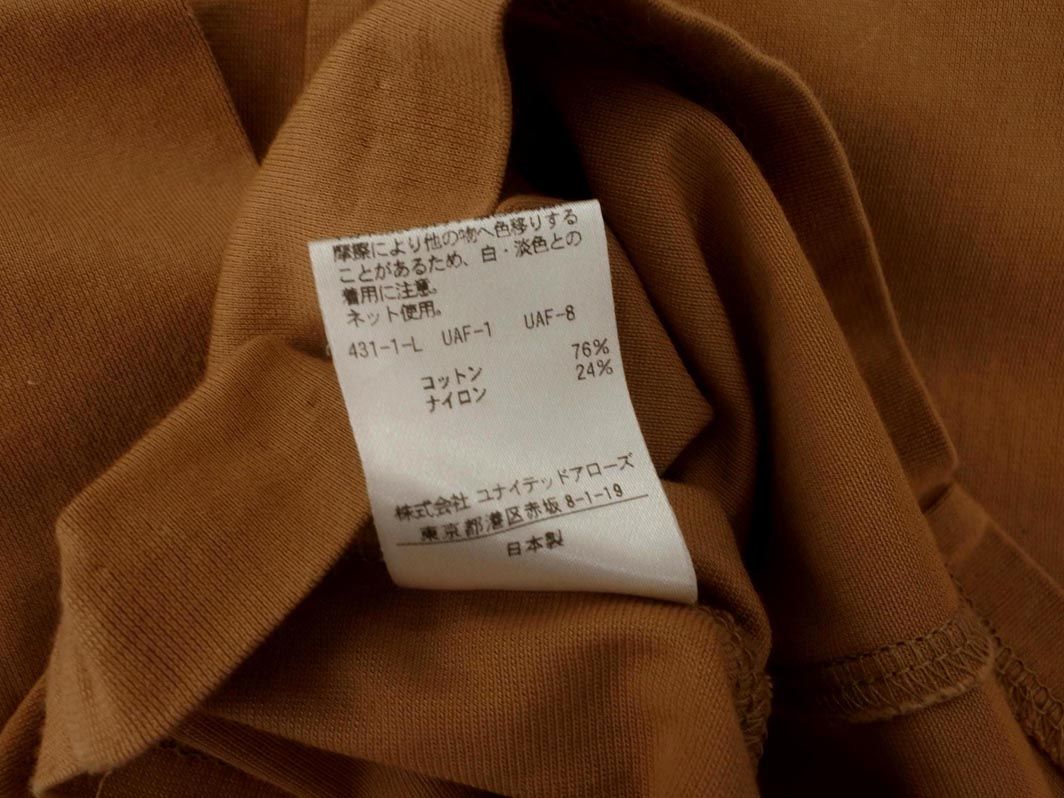 摩擦により他の物へ色移りする
ことがあるため、白・淡色との
着用に注意。
ネット使用。
431-1-L UAF-1 UAF-8
コットン 76%
ナイロン 24%
株式会社 ユナイテッドアローズ
東京都港区赤坂8-1-19
日本製